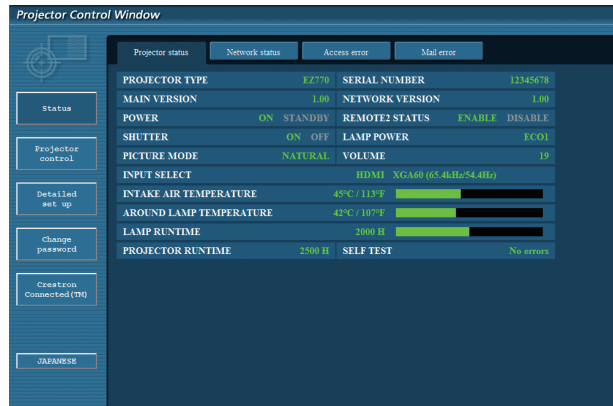 Projector Control Window
Projector status Network status Access error Mail error
PROJECTOR TYPE EZ770 SERIAL NUMBER 12345678
MAIN VERSION 1.00 NETWORK VERSION 1.00
Status
POWER ON STANDBY REMOTE2 STATUS ENABLE DISABLE
SHUTTER ON OFF LAMP POWER ECO1
Projector
control
PICTURE MODE NATURAL VOLUME 19
INPUT SELECT HDMI XGA60 (65.4kHz/54.4Hz)
Detailed
set up
INTAKE AIR TEMPERATURE 45°C / 113°F
AROUND LAMP TEMPERATURE 42°C / 107°F
LAMP RUNTIME 2000 H
Change
password
PROJECTOR RUNTIME 2500 H SELF TEST No errors
Crestron
Connected(TM)
JAPANESE